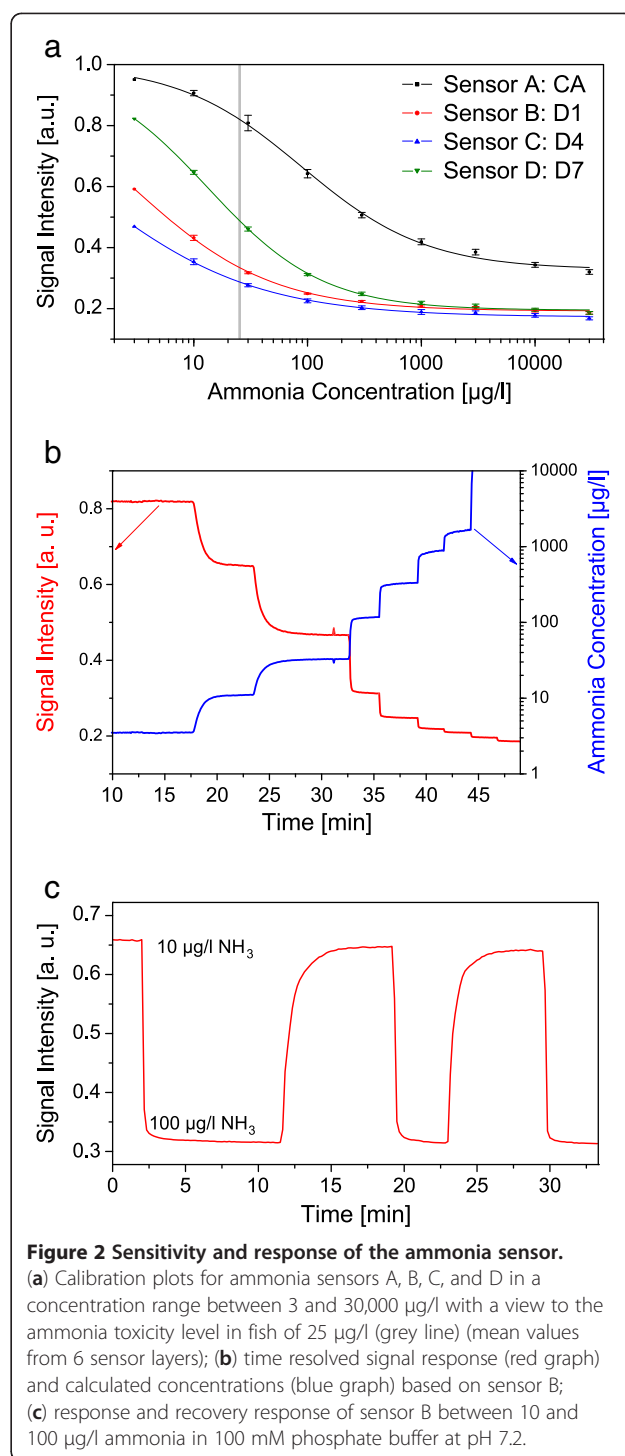 a
1.0
0.8
0.6
0.4
0.2
Signal Intensity [a.u.]
Sensor A: CA
Sensor B: D1
Sensor C: D4
Sensor D: D7
10 100 1000 10000
Ammonia Concentration [µg/l]
b
0.8
0.6
0.4
0.2
Signal Intensity [a. u.]
10000
1000
100
10
1
Ammonia Concentration [µg/l]
10 15 20 25 30 35 40 45
Time [min]
c
0.7
0.6
0.5
0.4
0.3
Signal Intensity [a. u.]
10 µg/l NH₃
100 µg/l NH₃
0 5 10 15 20 25 30
Time [min]
Figure 2 Sensitivity and response of the ammonia sensor.
(a) Calibration plots for ammonia sensors A, B, C, and D in a
concentration range between 3 and 30,000 µg/l with a view to the
ammonia toxicity level in fish of 25 µg/l (grey line) (mean values
from 6 sensor layers); (b) time resolved signal response (red graph)
and calculated concentrations (blue graph) based on sensor B;
(c) response and recovery response of sensor B between 10 and
100 µg/l ammonia in 100 mM phosphate buffer at pH 7.2.